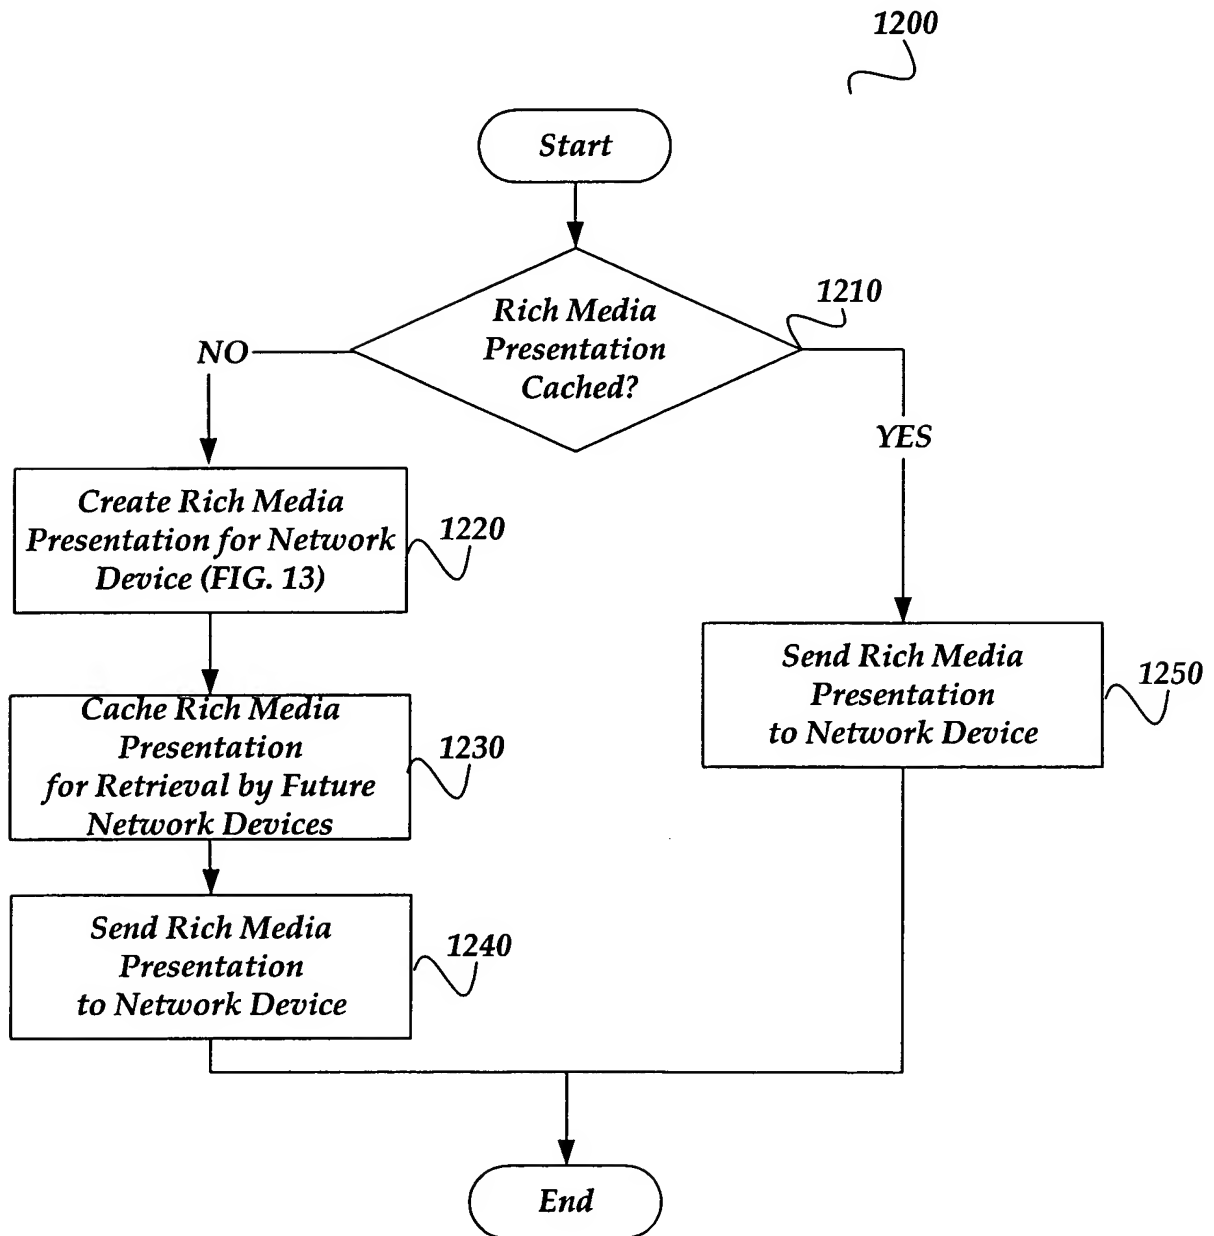 1200
Start
Rich Media
Presentation
Cached?
1210
NO
YES
Create Rich Media
Presentation for Network
Device (FIG. 13)
1220
Cache Rich Media
Presentation
for Retrieval by Future
Network Devices
1230
Send Rich Media
Presentation
to Network Device
1240
Send Rich Media
Presentation
to Network Device
1250
End